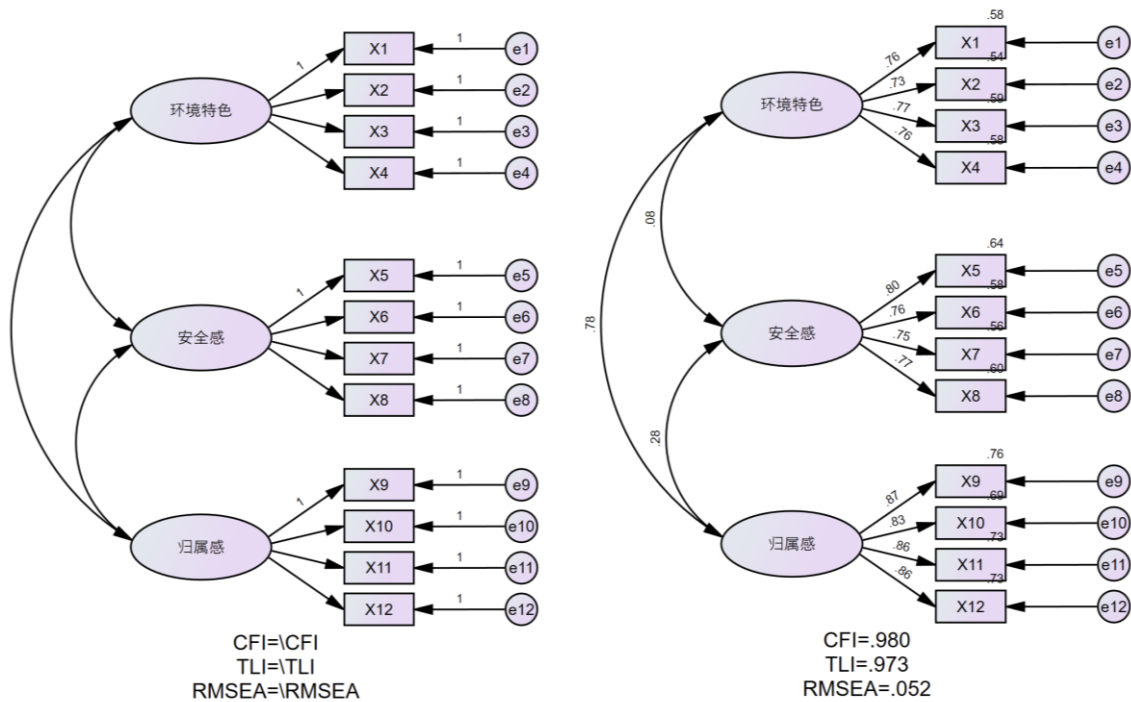 1 X1 1 e1
X2 1 e2
环境特色
X3 1 e3
X4 1 e4
1 X5 1 e5
X6 1 e6
安全感
X7 1 e7
X8 1 e8
1 X9 1 e9
X10 1 e10
归属感
X11 1 e11
X12 1 e12
CFI=\CFI
TLI=\TLI
RMSEA=\RMSEA
.58
.76 X1 e1
.54
.73 X2 e2
环境特色
.59
.77 X3 e3
.58
.76 X4 e4
.08
.64
.80 X5 e5
.58
.76 X6 e6
.78
安全感
.56
.75 X7 e7
.60
.77 X8 e8
.28
.76
.87 X9 e9
.69
.83 X10 e10
归属感
.73
.86 X11 e11
.73
.86 X12 e12
CFI=.980
TLI=.973
RMSEA=.052